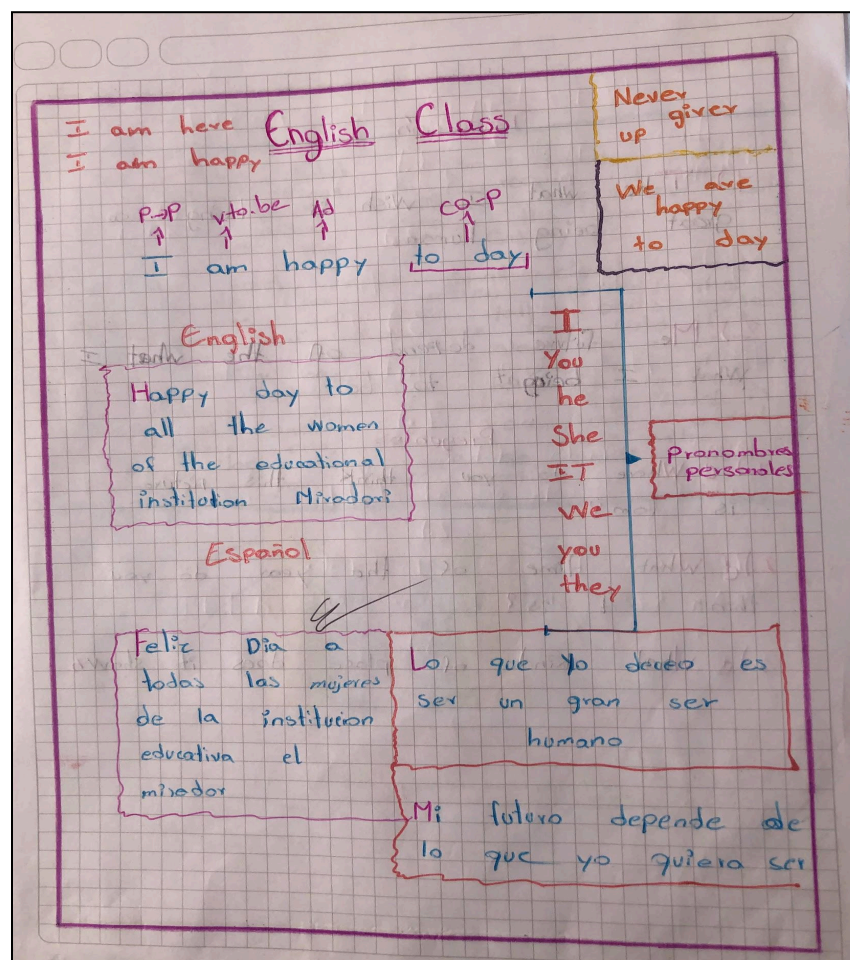 I am here
I am happy
English Class
Never
giver
up
We are
happy
to day
P→P v to.be Ad CO-P
I am happy to day
English
Happy day to
all the women
of the educational
institution Miradori
I
You
he
She
IT
We
you
they
Pronombres
personales
Español
Feliz Dia a
todas las mujeres
de la institucion
educativa el
mirador
Lo que yo deceo es
ser un gran ser
humano
Mi futuro depende de
lo que yo quiera ser